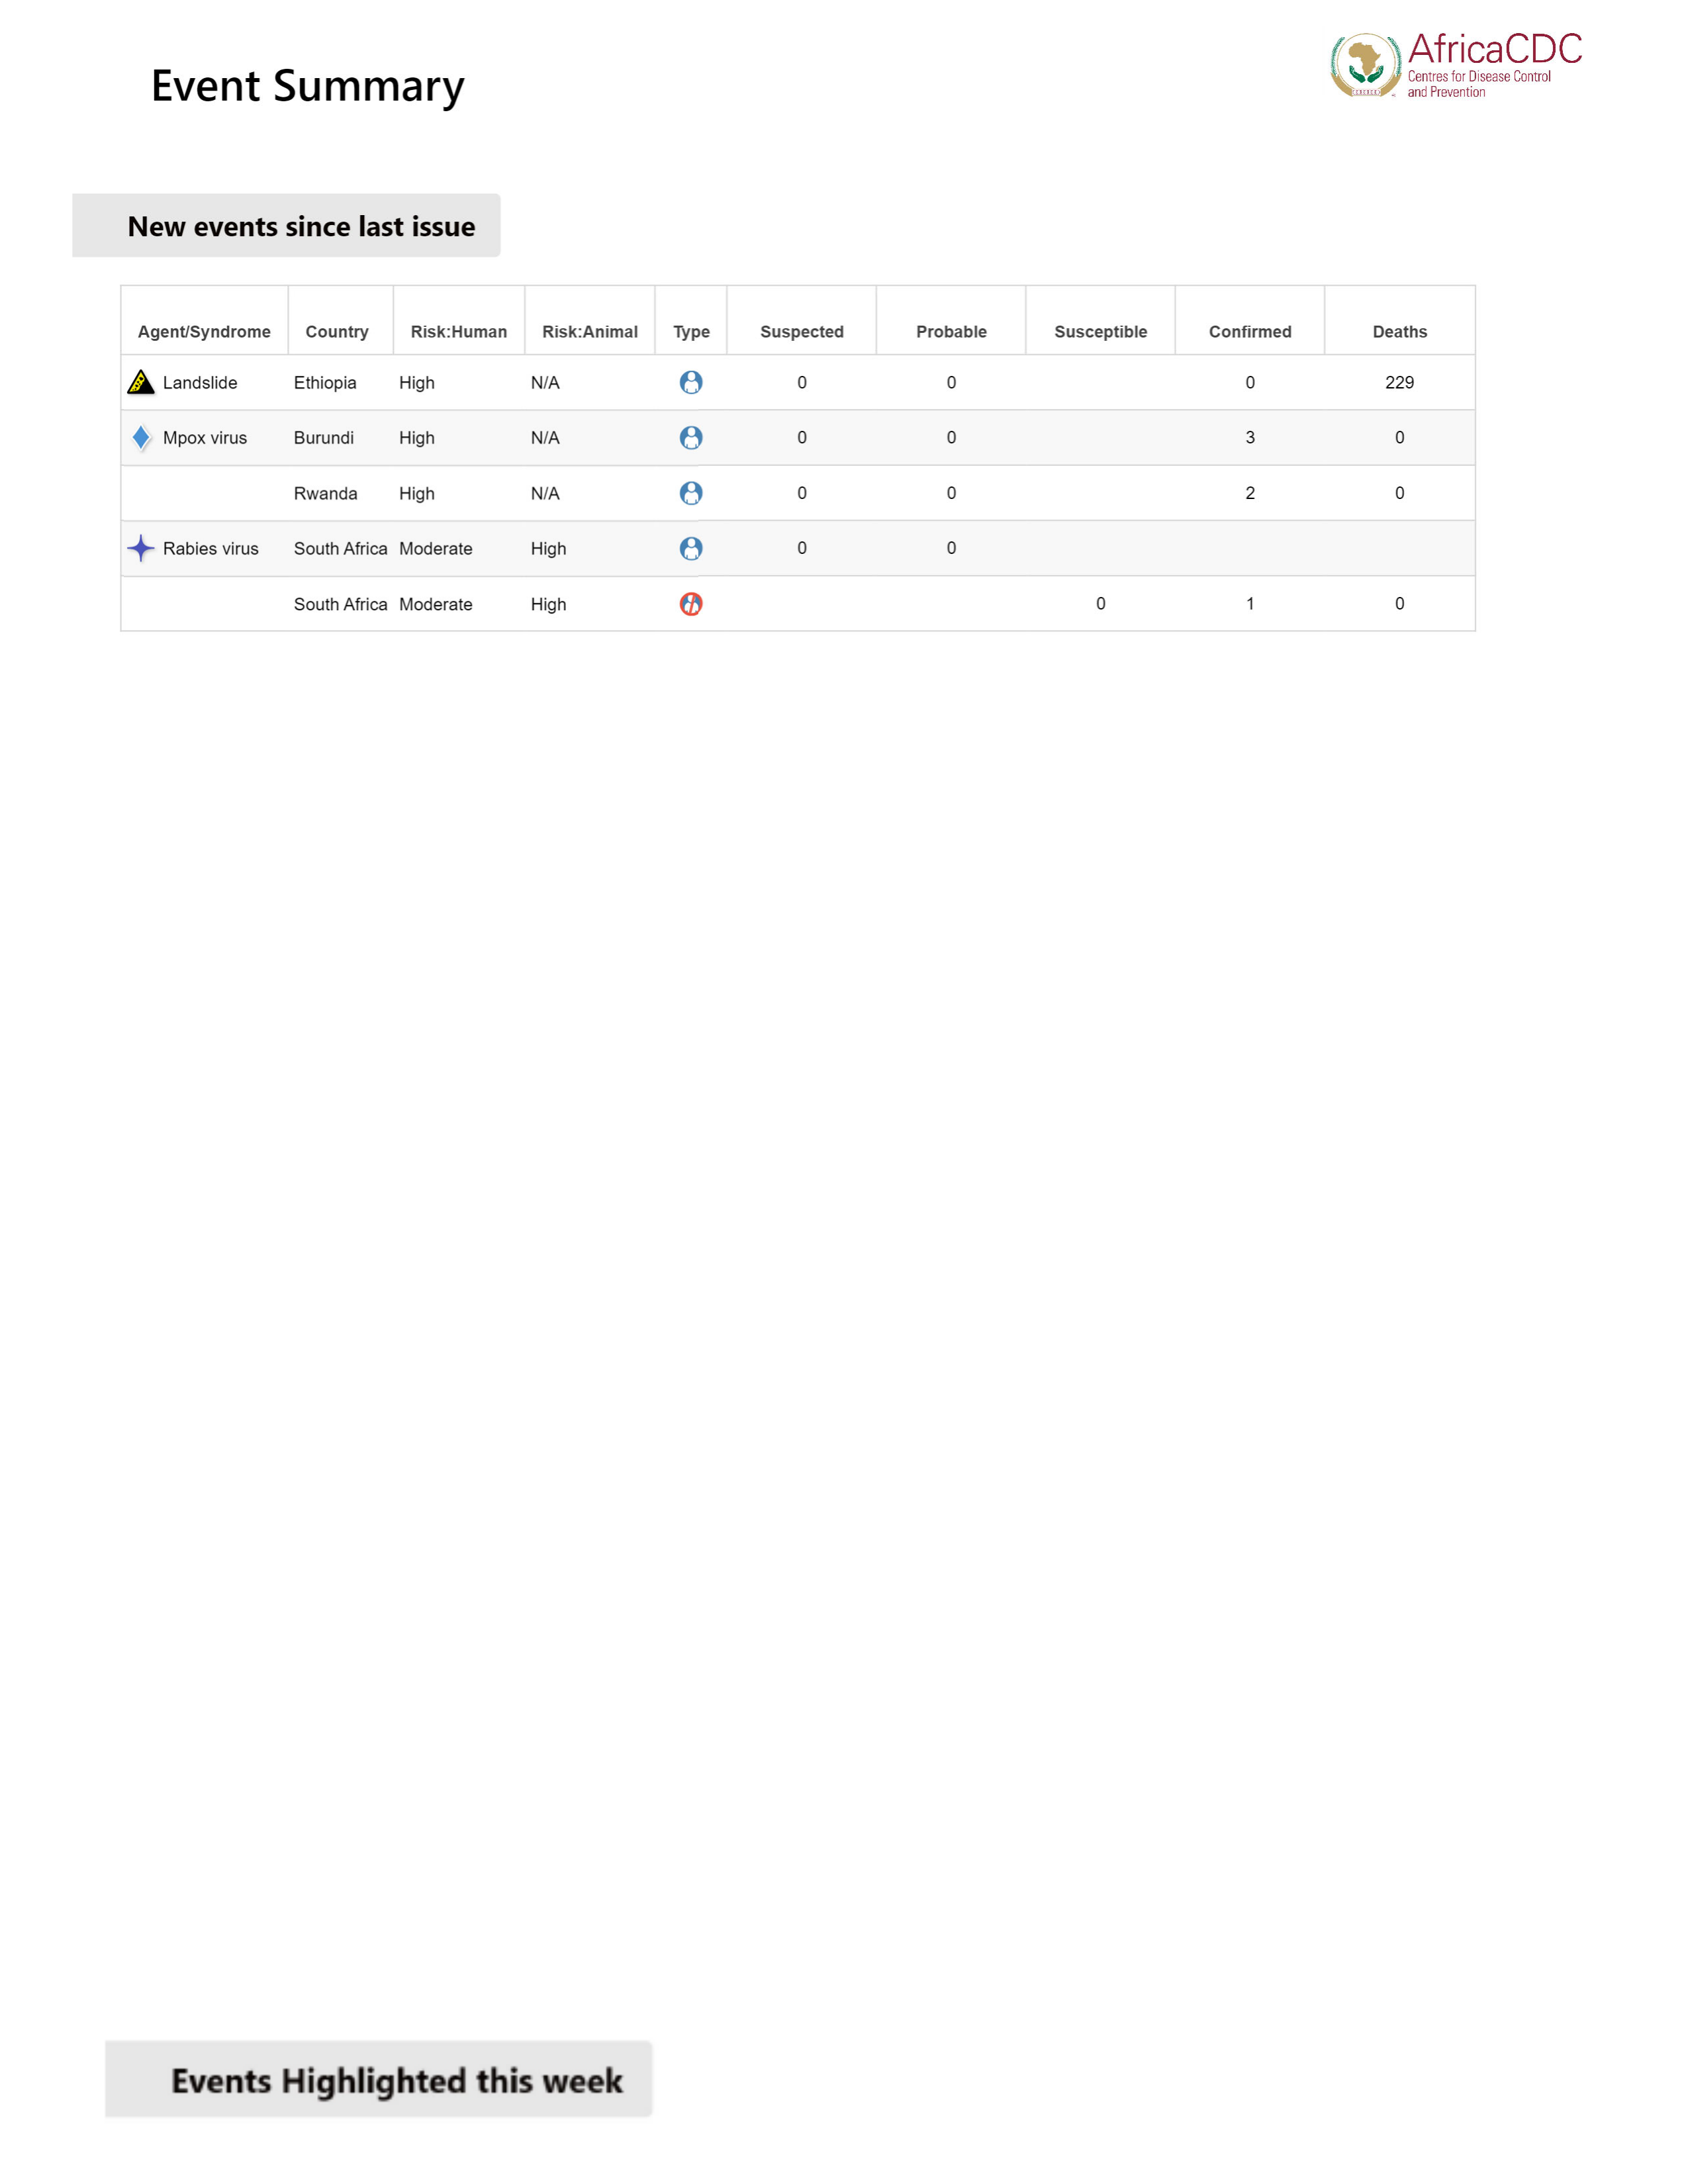 Event Summary
AfricaCDC
Centres for Disease Control
and Prevention
New events since last issue
Agent/Syndrome Country Risk:Human Risk:Animal Type Suspected Probable Susceptible Confirmed Deaths
Landslide Ethiopia High N/A 0 0 0 229
Mpox virus Burundi High N/A 0 0 3 0
Rwanda High N/A 0 0 2 0
Rabies virus South Africa Moderate High 0 0
South Africa Moderate High 0 1 0
Events Highlighted this week